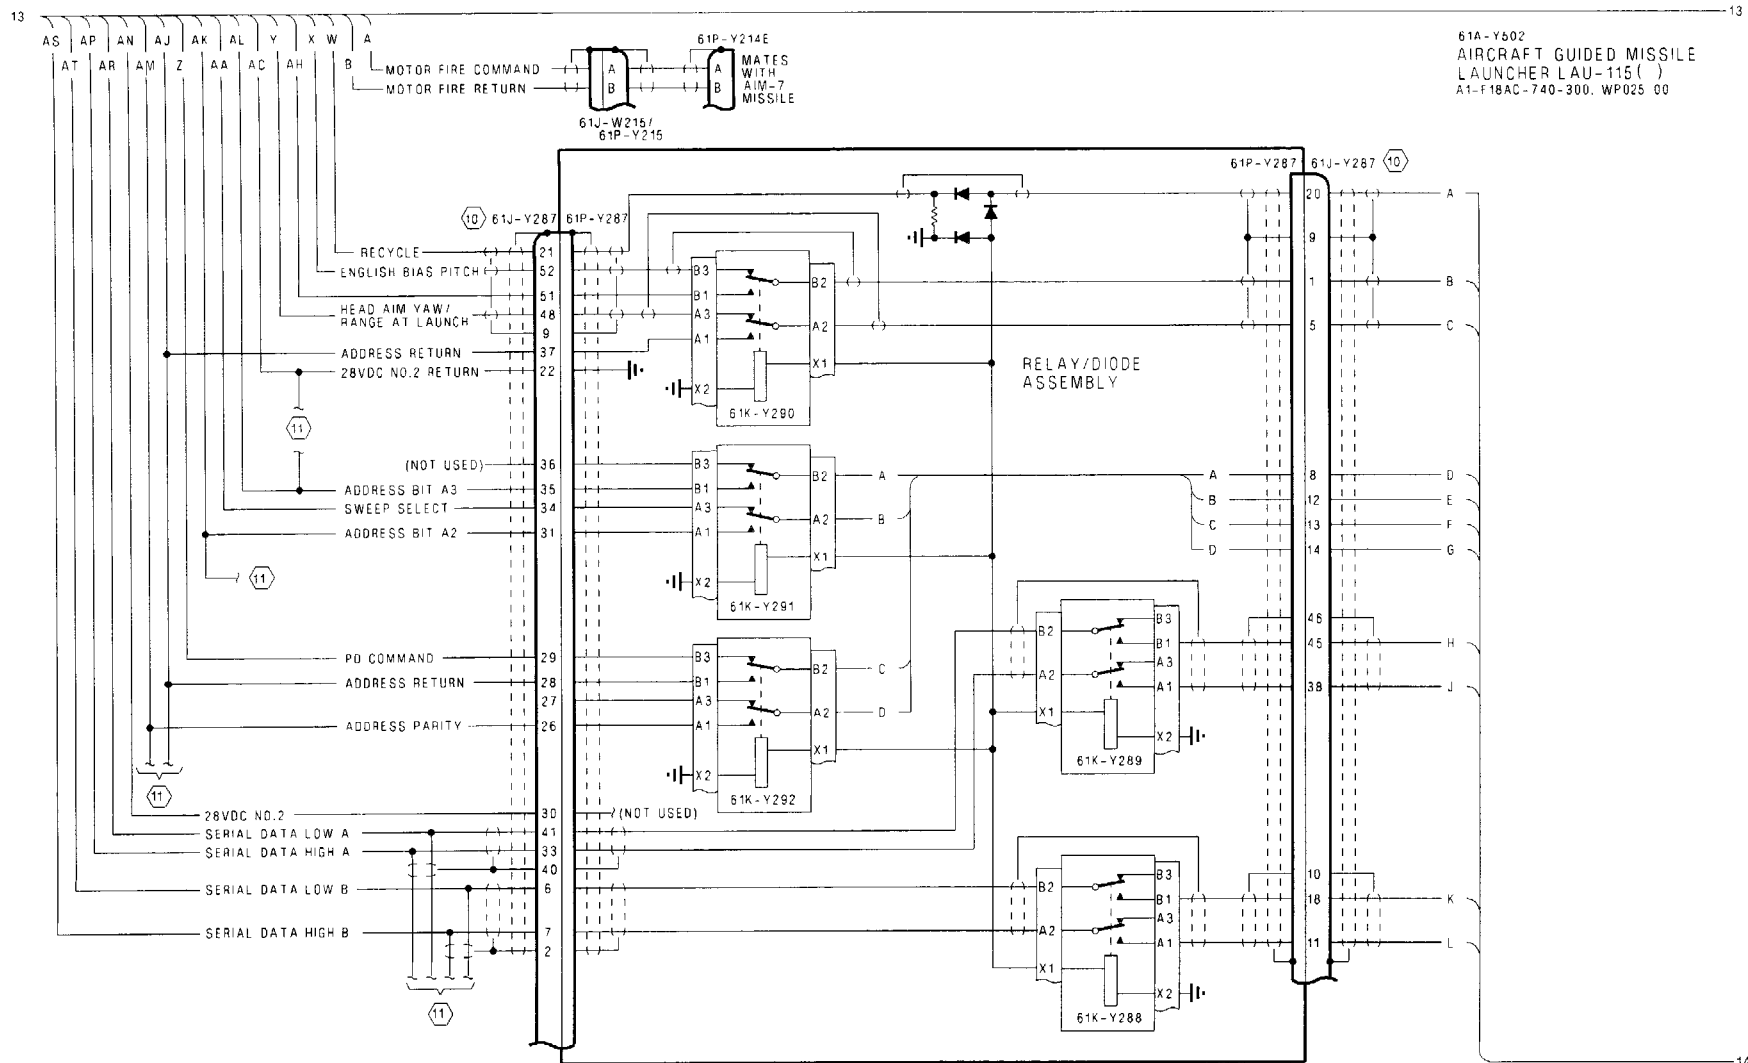 13
13
AS AP AN AJ AK AL Y X W A
AT AR AM Z AA AC AH B
MOTOR FIRE COMMAND
MOTOR FIRE RETURN
A
B
61J-W215/
61P-Y215
61P-Y214E
A
B
MATES
WITH
AIM-7
MISSILE
61A-Y502
AIRCRAFT GUIDED MISSILE
LAUNCHER LAU-115( )
A1-F18AC-740-300, WP025 00
10 61J-Y287 61P-Y287
61P-Y287 61J-Y287 10
RECYCLE 21
ENGLISH BIAS PITCH 52
51
HEAD AIM YAW/
RANGE AT LAUNCH
48
9
ADDRESS RETURN 37
28VDC NO.2 RETURN 22
11
B3
B1
A3
A1
X2
B2
A2
X1
61K-Y290
RELAY/DIODE
ASSEMBLY
20 A
9
1 B
5 C
(NOT USED) 36
ADDRESS BIT A3 35
SWEEP SELECT 34
ADDRESS BIT A2 31
11
B3
B1
A3
A1
X2
B2 A
A2 B
X1
61K-Y291
A 8 D
B 12 E
C 13 F
D 14 G
PD COMMAND 29
ADDRESS RETURN 28
27
ADDRESS PARITY 26
11
B3
B1
A3
A1
X2
B2 C
A2 D
X1
61K-Y292
B2
A2
X1
B3
B1
A3
A1
X2
61K-Y289
46
45 H
38 J
28VDC NO.2 30 (NOT USED)
SERIAL DATA LOW A 41
SERIAL DATA HIGH A 33
40
SERIAL DATA LOW B 6
SERIAL DATA HIGH B 7
2
11
B2
A2
X1
B3
B1
A3
A1
X2
61K-Y288
10
18 K
11 L
14